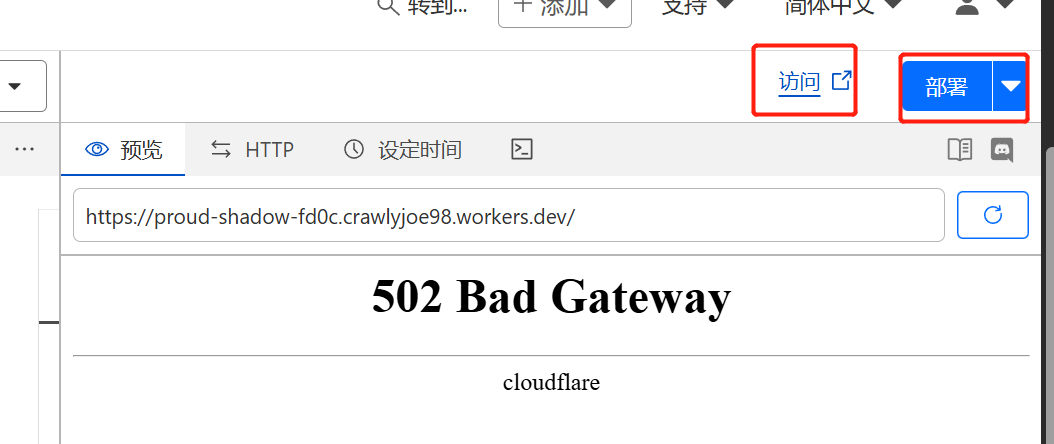 转到... 添加 支持 简体中文
访问 部署
... 预览 HTTP 设定时间
https://proud-shadow-fd0c.crawlyjoe98.workers.dev/
502 Bad Gateway
cloudflare